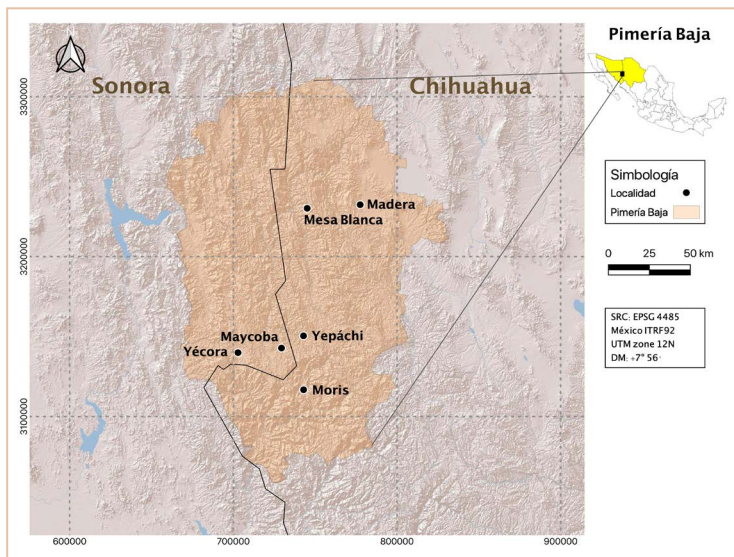 Pimería Baja
Sonora
Chihuahua
Madera
Mesa Blanca
Maycoba
Yepáchi
Yécora
Moris
3300000
3200000
3100000
600000
700000
800000
900000
Simbología
Localidad
Pimería Baja
0 25 50 km
SRC: EPSG 4485
México ITRF92
UTM zone 12N
DM: +7° 56'